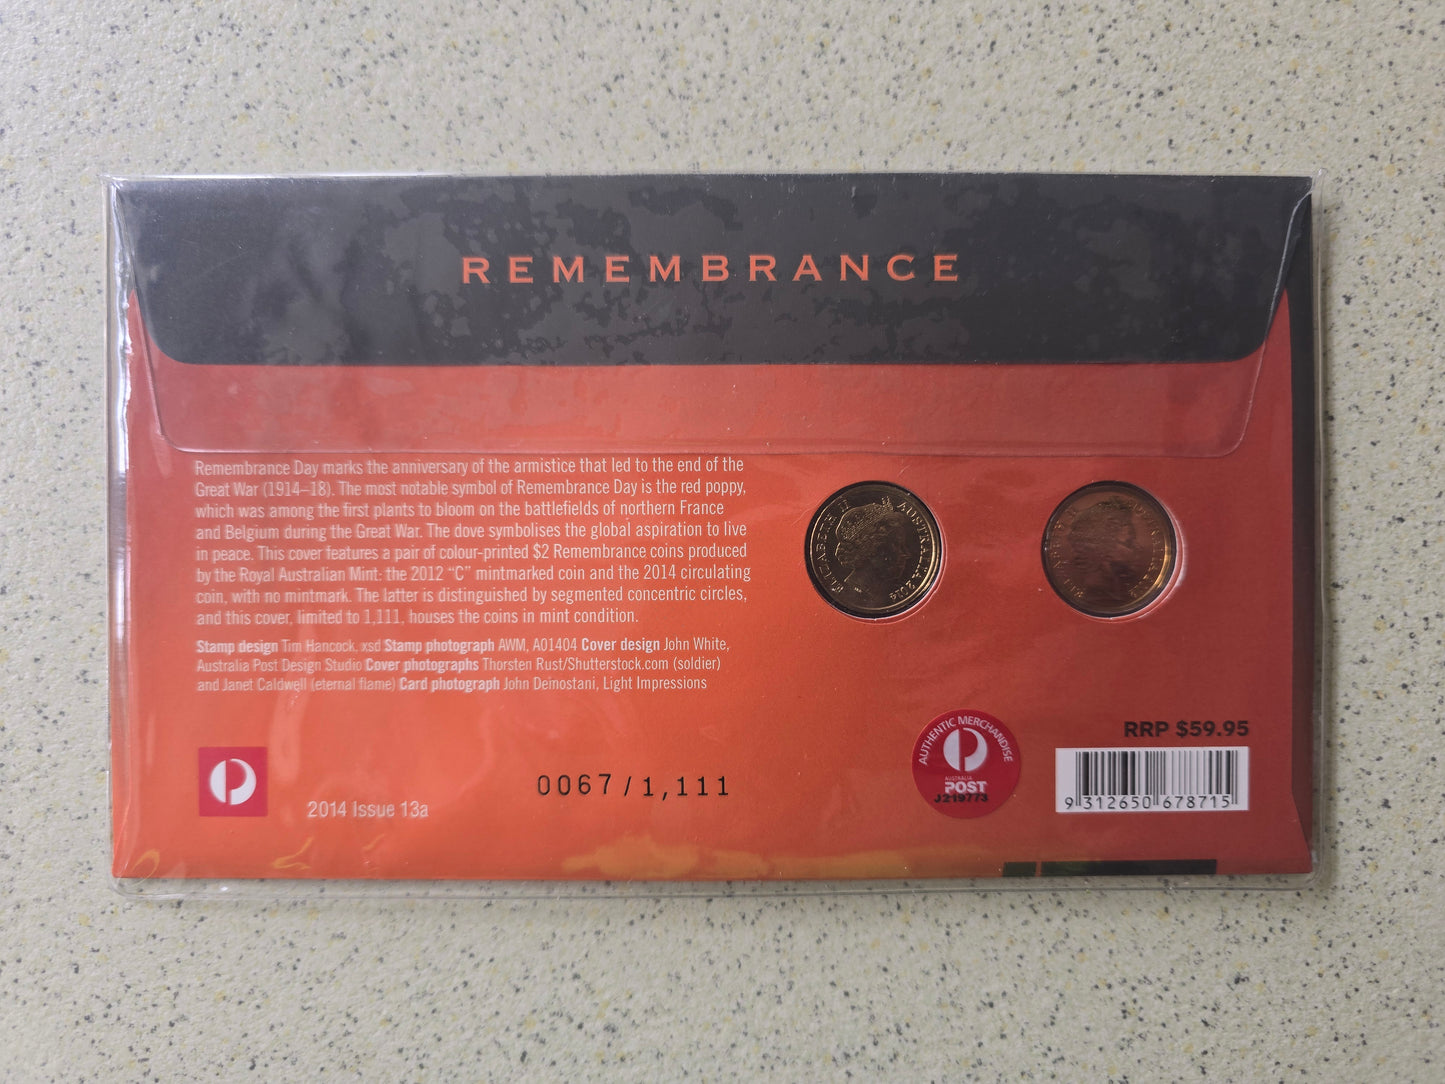 REMEMBRANCE
Remembrance Day marks the anniversary of the armistice that led to the end of the
Great War (1914–18). The most notable symbol of Remembrance Day is the red poppy,
which was among the first plants to bloom on the battlefields of northern France
and Belgium during the Great War. The dove symbolises the global aspiration to live
in peace. This cover features a pair of colour-printed $2 Remembrance coins produced
by the Royal Australian Mint: the 2012 “C” mintmarked coin and the 2014 circulating
coin, with no mintmark. The latter is distinguished by segmented concentric circles,
and this cover, limited to 1,111, houses the coins in mint condition.
Stamp design Tim Hancock, xsd Stamp photograph AWM, A01404 Cover design John White,
Australia Post Design Studio Cover photographs Thorsten Rust/Shutterstock.com (soldier)
and Janet Caldwell (eternal flame) Card photograph John Deinostani, Light Impressions
ELIZABETH II AUSTRALIA 2014
2014 Issue 13a
0067/1,111
AUTHENTIC MERCHANDISE
AUSTRALIA
POST
J219773
RRP $59.95
9 312650 678715